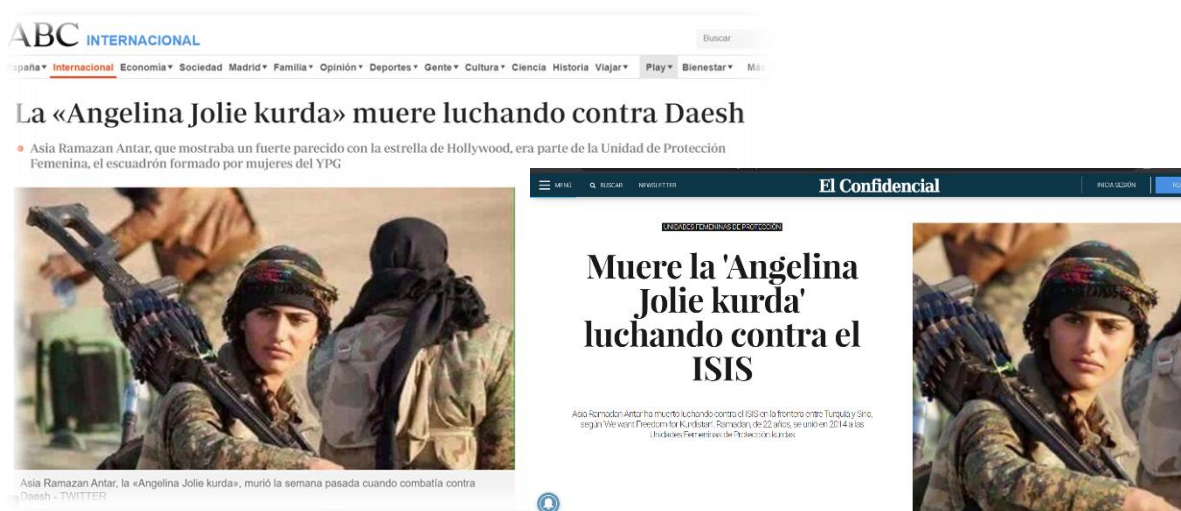 ABC INTERNACIONAL
Buscar
España Internacional Economía Sociedad Madrid Familia Opinión Deportes Gente Cultura Ciencia Historia Viajar Play Bienestar Más
La «Angelina Jolie kurda» muere luchando contra Daesh
Asia Ramazan Antar, que mostraba un fuerte parecido con la estrella de Hollywood, era parte de la Unidad de Protección
Femenina, el escuadrón formado por mujeres del YPG
Asia Ramazan Antar, la «Angelina Jolie kurda», murió la semana pasada cuando combatía contra
Daesh - TWITTER
MENÚ BUSCAR NEWSLETTER El Confidencial INICIA SESIÓN
UNIDADES FEMENINAS DE PROTECCIÓN
Muere la 'Angelina
Jolie kurda'
luchando contra el
ISIS
Asia Ramadan Antar ha muerto luchando contra el ISIS en la frontera entre Turquía y Siria,
según 'We want Freedom for Kurdistan'. Ramadan, de 22 años, se unió en 2014 a las
Unidades Femeninas de Protección kurdas